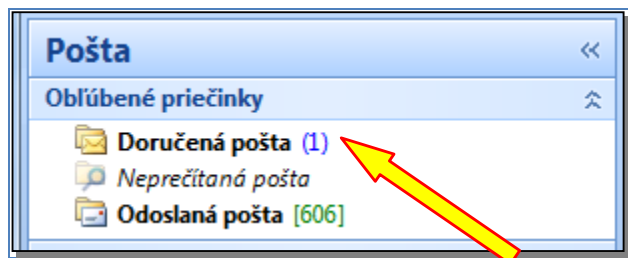 Pošta
Obľúbené priečinky
Doručená pošta (1)
Neprečítaná pošta
Odoslaná pošta [606]